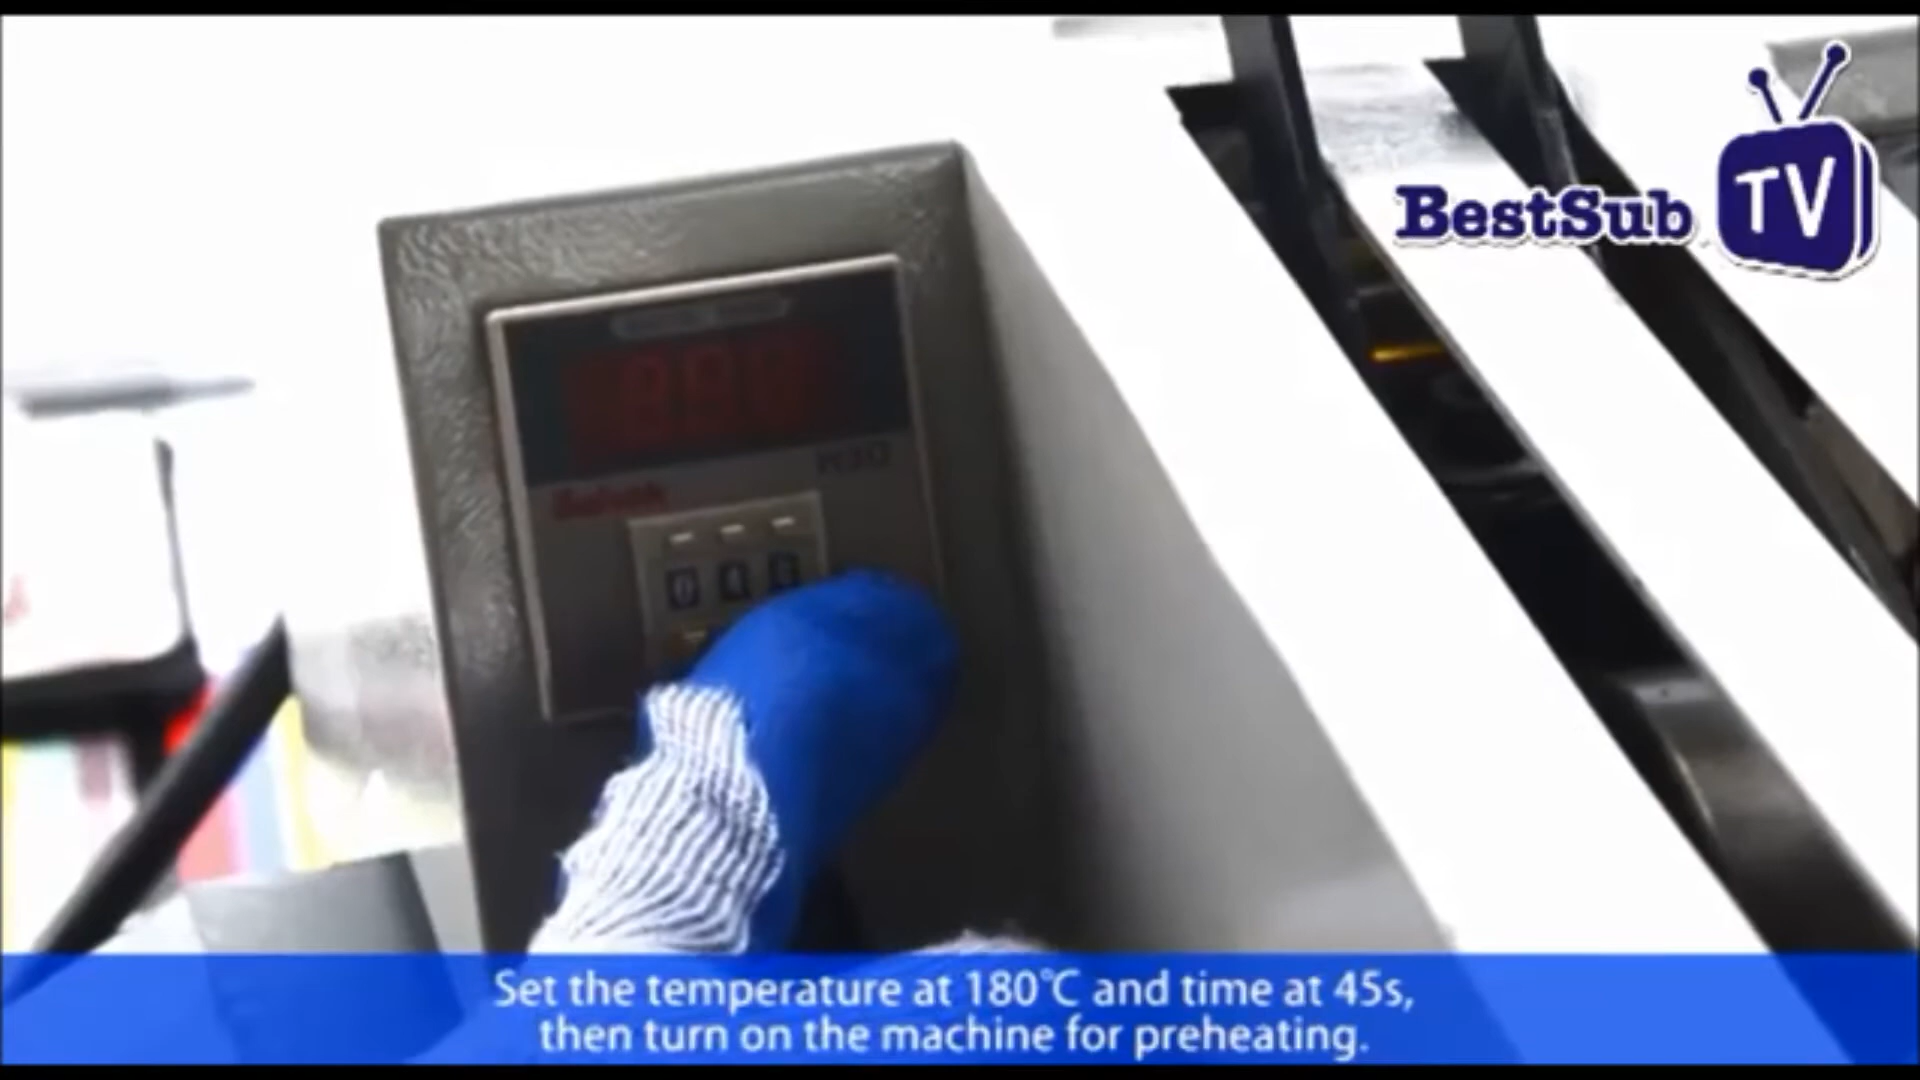 BestSub TV
Set the temperature at 180℃ and time at 45s,
then turn on the machine for preheating.